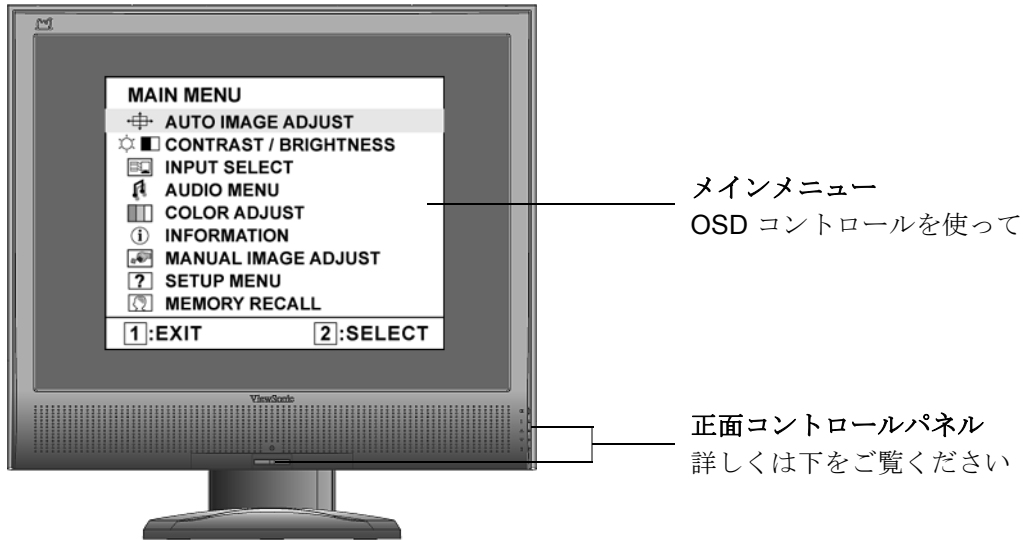 MAIN MENU
AUTO IMAGE ADJUST
CONTRAST / BRIGHTNESS
INPUT SELECT
AUDIO MENU
COLOR ADJUST
INFORMATION
MANUAL IMAGE ADJUST
SETUP MENU
MEMORY RECALL
1:EXIT 2:SELECT
ViewSonic
メインメニュー
OSD コントロールを使って
正面コントロールパネル
詳しくは下をご覧ください